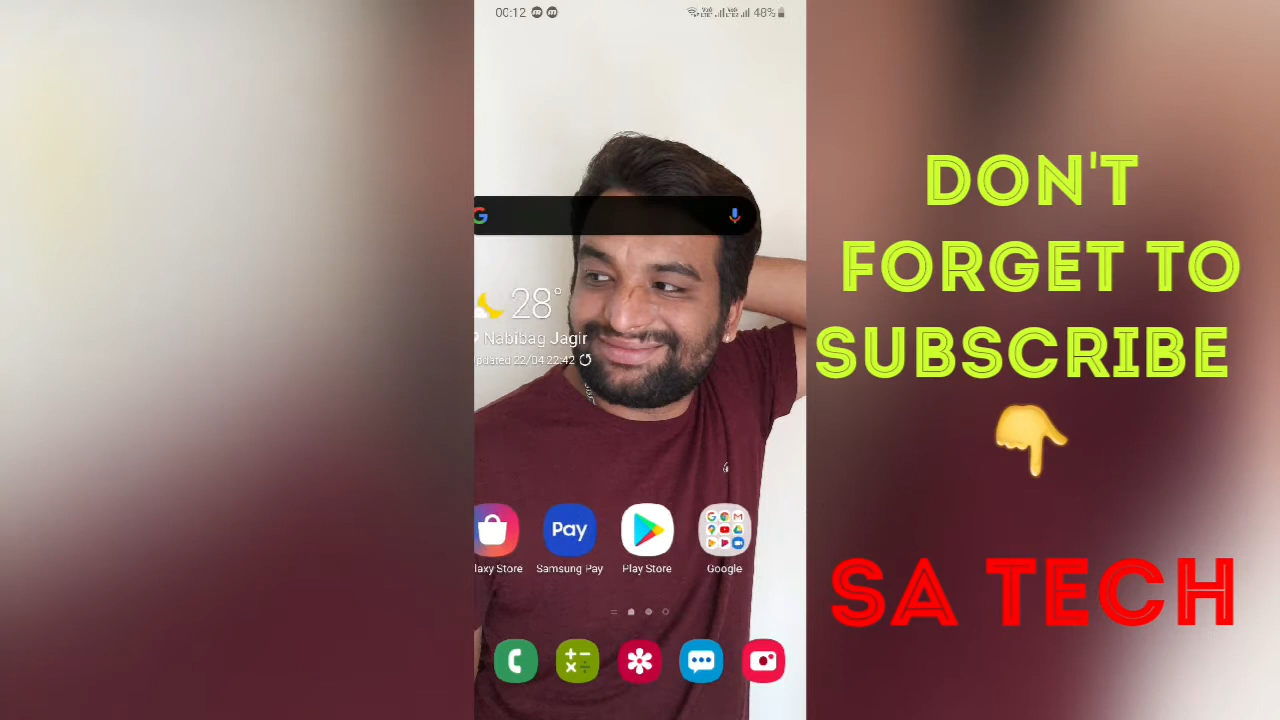 00:12
48%
28°
Nabibag Jagir
pdated 22/04 22:42
laxy Store
Samsung Pay
Pay
Play Store
Google
DON'T
FORGET TO
SUBSCRIBE
👇
SA TECH